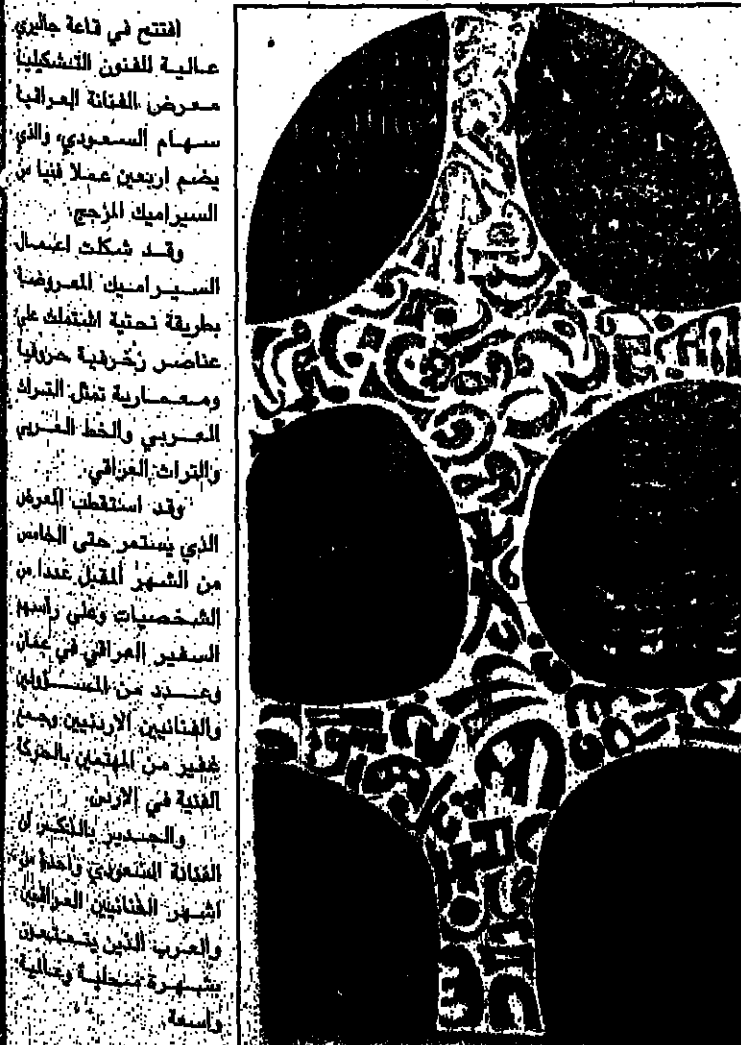 افتتح في قاعة جاليري
عالية للفنون التشكيلية
معرض الفنانة العراقية
سهام السعودي، والذي
يضم اربعين عملا فنيا من
السيراميك المزجج.
وقد شكلت اعمال
السيراميك المعروضة
بطريقة نحتية اشتملت على
عناصر زخرفية حروفية
ومعمارية تمثل التراث
العربي والخط العربي
والتراث العراقي.
وقد استقطب المعرض
الذي يستمر حتى الخامس
من الشهر المقبل عددا من
الشخصيات وعلى رأسهم
السفير العراقي في عمان
وعدد من المسؤولين
والفنانين الاردنيين وجمع
غفير من المهتمين بالحركة
الفنية في الاردن.
والجدير بالذكر ان
الفنانة السعودي واحدة من
اشهر الفنانين العراقيين
والعرب الذين يتمتعون
بشهرة محلية وعالية
واسعة.